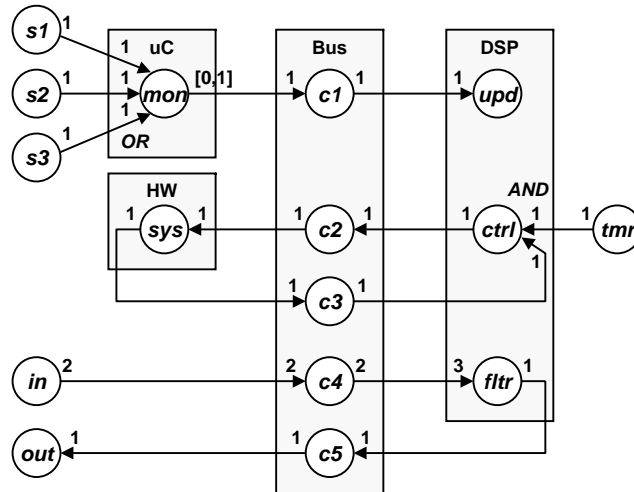 s1 1 uC Bus DSP
1
s2 1 1 mon [0,1] 1 c1 1 1 upd
1 1
s3 OR
HW AND
1 sys 1 1 c2 1 1 ctrl 1 1 tmr
1 c3 1 1
in 2 2 c4 2 3 fltr 1
out 1 1 c5 1